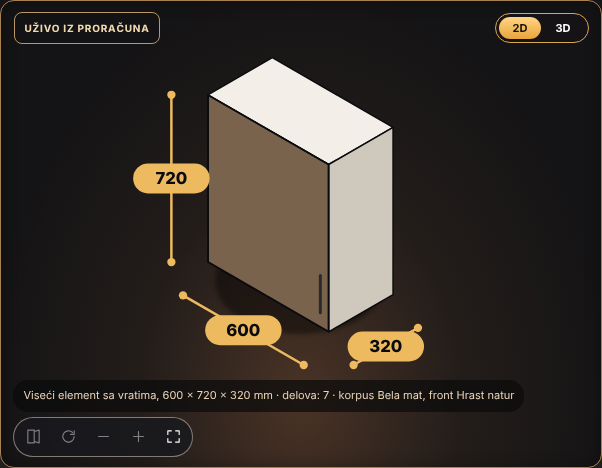 UŽIVO IZ PRORAČUNA
2D 3D
720
600
320
Viseći element sa vratima, 600 × 720 × 320 mm · delova: 7 · korpus Bela mat, front Hrast natur